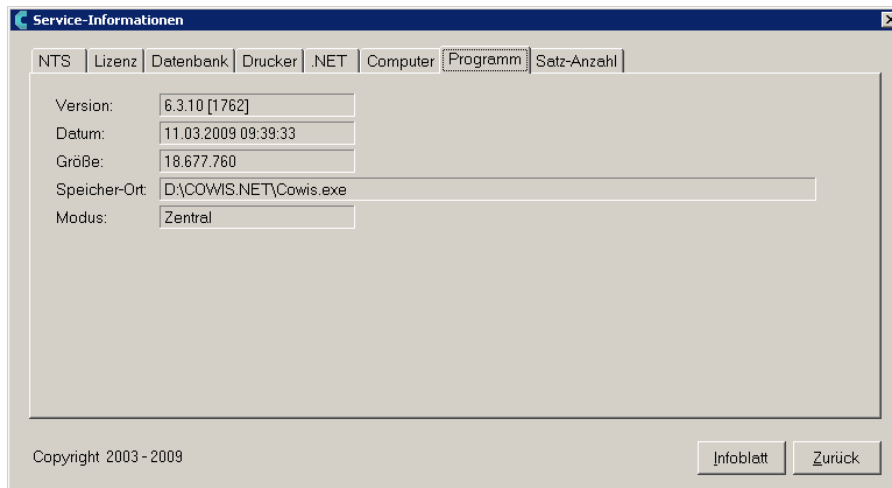 Service-Informationen
NTS Lizenz Datenbank Drucker .NET Computer Programm Satz-Anzahl
Version: 6.3.10 [1762]
Datum: 11.03.2009 09:39:33
Größe: 18.677.760
Speicher-Ort: D:\COWIS.NET\Cowis.exe
Modus: Zentral
Copyright 2003 - 2009 Infoblatt Zurück